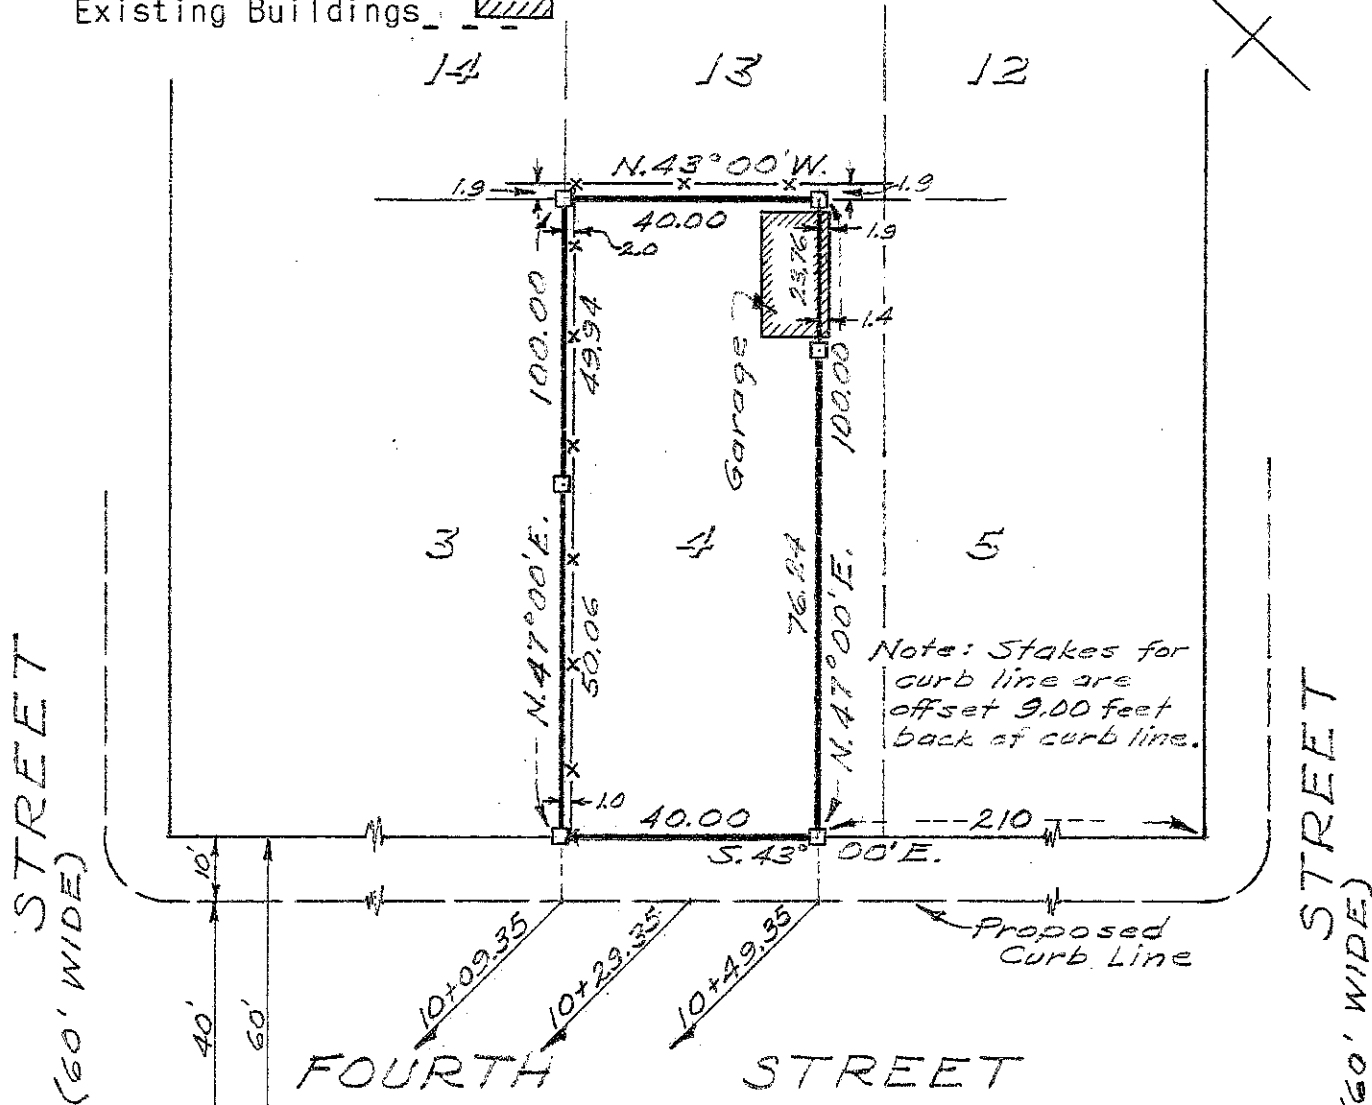 Existing Buildings
14
13
12
N.43°00'W.
1.9
1.9
40.00
2.0
1.9
23.76
1.4
100.00
49.94
Garage
100.00
3
4
5
N.47°00'E.
50.06
76.24
N.47°00'E.
Note: Stakes for
curb line are
offset 9.00 feet
back of curb line.
1.0
40.00
210
S.43°00'E.
10'
STREET
(60' WIDE)
STREET
(60' WIDE)
Proposed
Curb Line
10+09.35
10+29.35
10+49.35
40'
60'
FOURTH STREET